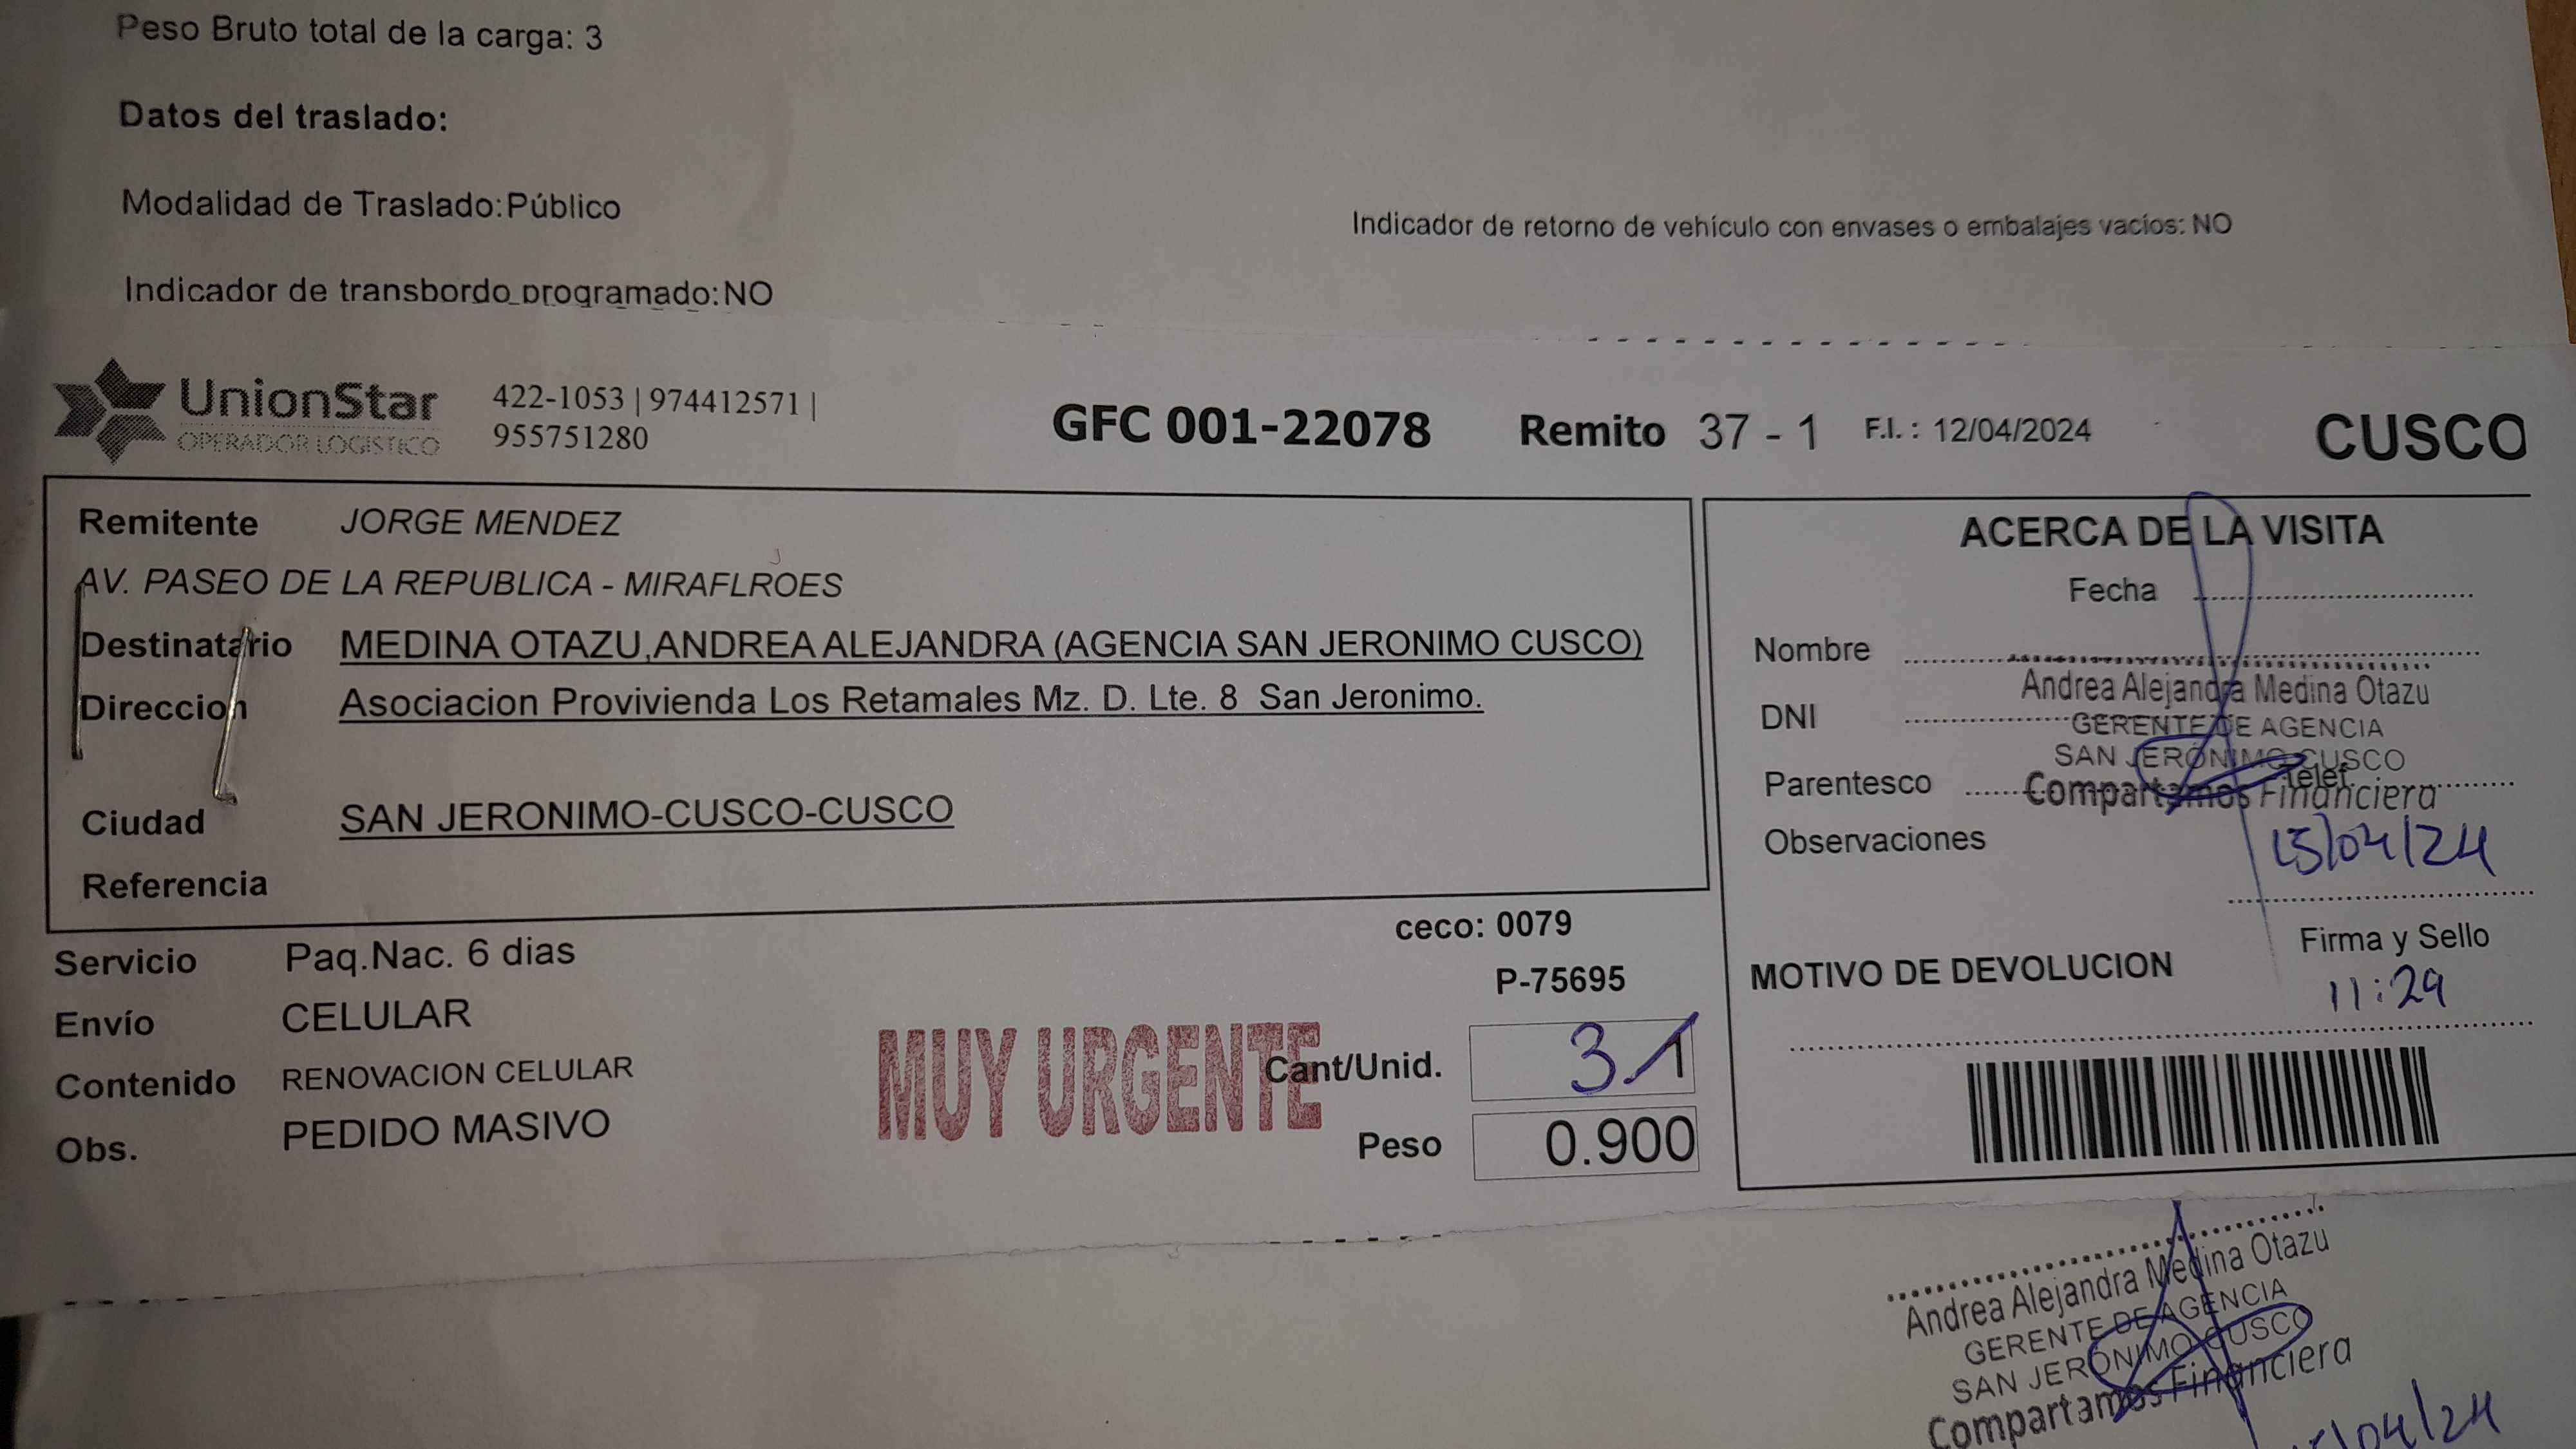 Peso Bruto total de la carga: 3
Datos del traslado:
Modalidad de Traslado:Público
Indicador de retorno de vehículo con envases o embalajes vacíos: NO
Indicador de transbordo programado:NO
UnionStar
OPERADOR LOGISTICO
422-1053 | 974412571 |
955751280
GFC 001-22078
Remito 37 - 1
F.I. : 12/04/2024
CUSCO
Remitente JORGE MENDEZ
AV. PASEO DE LA REPUBLICA - MIRAFLROES
Destinatario MEDINA OTAZU,ANDREA ALEJANDRA (AGENCIA SAN JERONIMO CUSCO)
Direccion Asociacion Provivienda Los Retamales Mz. D. Lte. 8 San Jeronimo.
Ciudad SAN JERONIMO-CUSCO-CUSCO
Referencia
ACERCA DE LA VISITA
Fecha
Nombre
Andrea Alejandra Medina Otazu
DNI
GERENTE DE AGENCIA
SAN JERÓNIMO CUSCO
Parentesco
Telef.
Compartamos Financiera
Observaciones
15/04/24
Firma y Sello
11:29
MOTIVO DE DEVOLUCION
ceco: 0079
P-75695
Servicio Paq.Nac. 6 dias
Envío CELULAR
Contenido RENOVACION CELULAR
Obs. PEDIDO MASIVO
MUY URGENTE
Cant/Unid. 3 1
Peso 0.900
Andrea Alejandra Medina Otazu
GERENTE DE AGENCIA
SAN JERÓNIMO CUSCO
Compartamos Financiera
/04/24